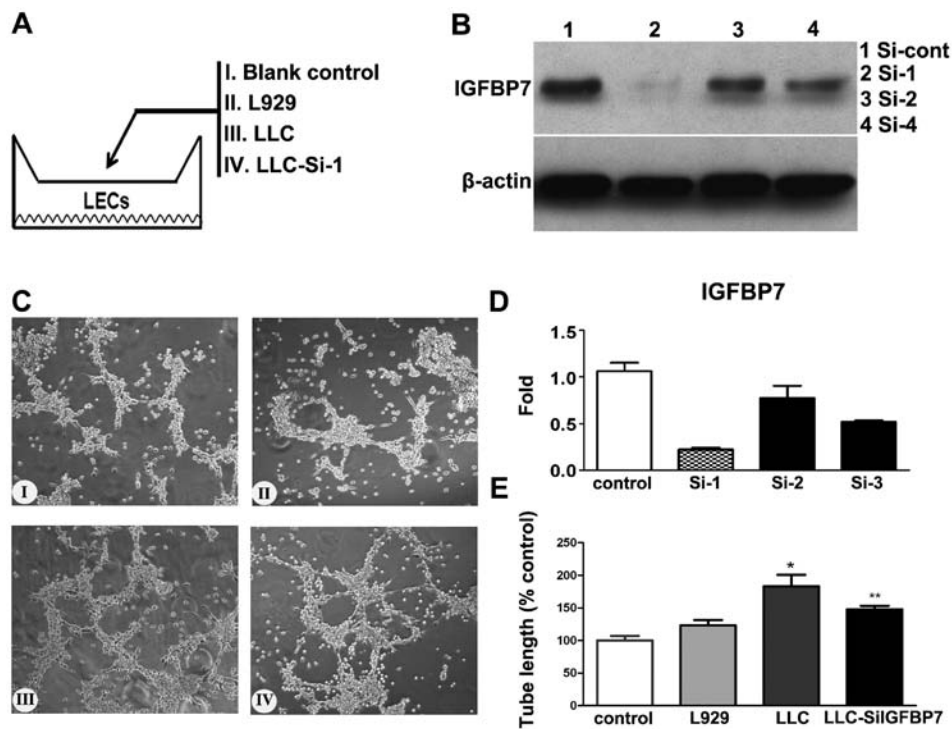 A
I. Blank control
II. L929
III. LLC
IV. LLC-Si-1
LECs
B
1 2 3 4
IGFBP7
β-actin
1 Si-cont
2 Si-1
3 Si-2
4 Si-4
C
I
II
III
IV
D
IGFBP7
Fold
1.5
1.0
0.5
0.0
control Si-1 Si-2 Si-3
E
Tube length (% control)
250
200
150
100
50
0
*
**
control L929 LLC LLC-SiIGFBP7